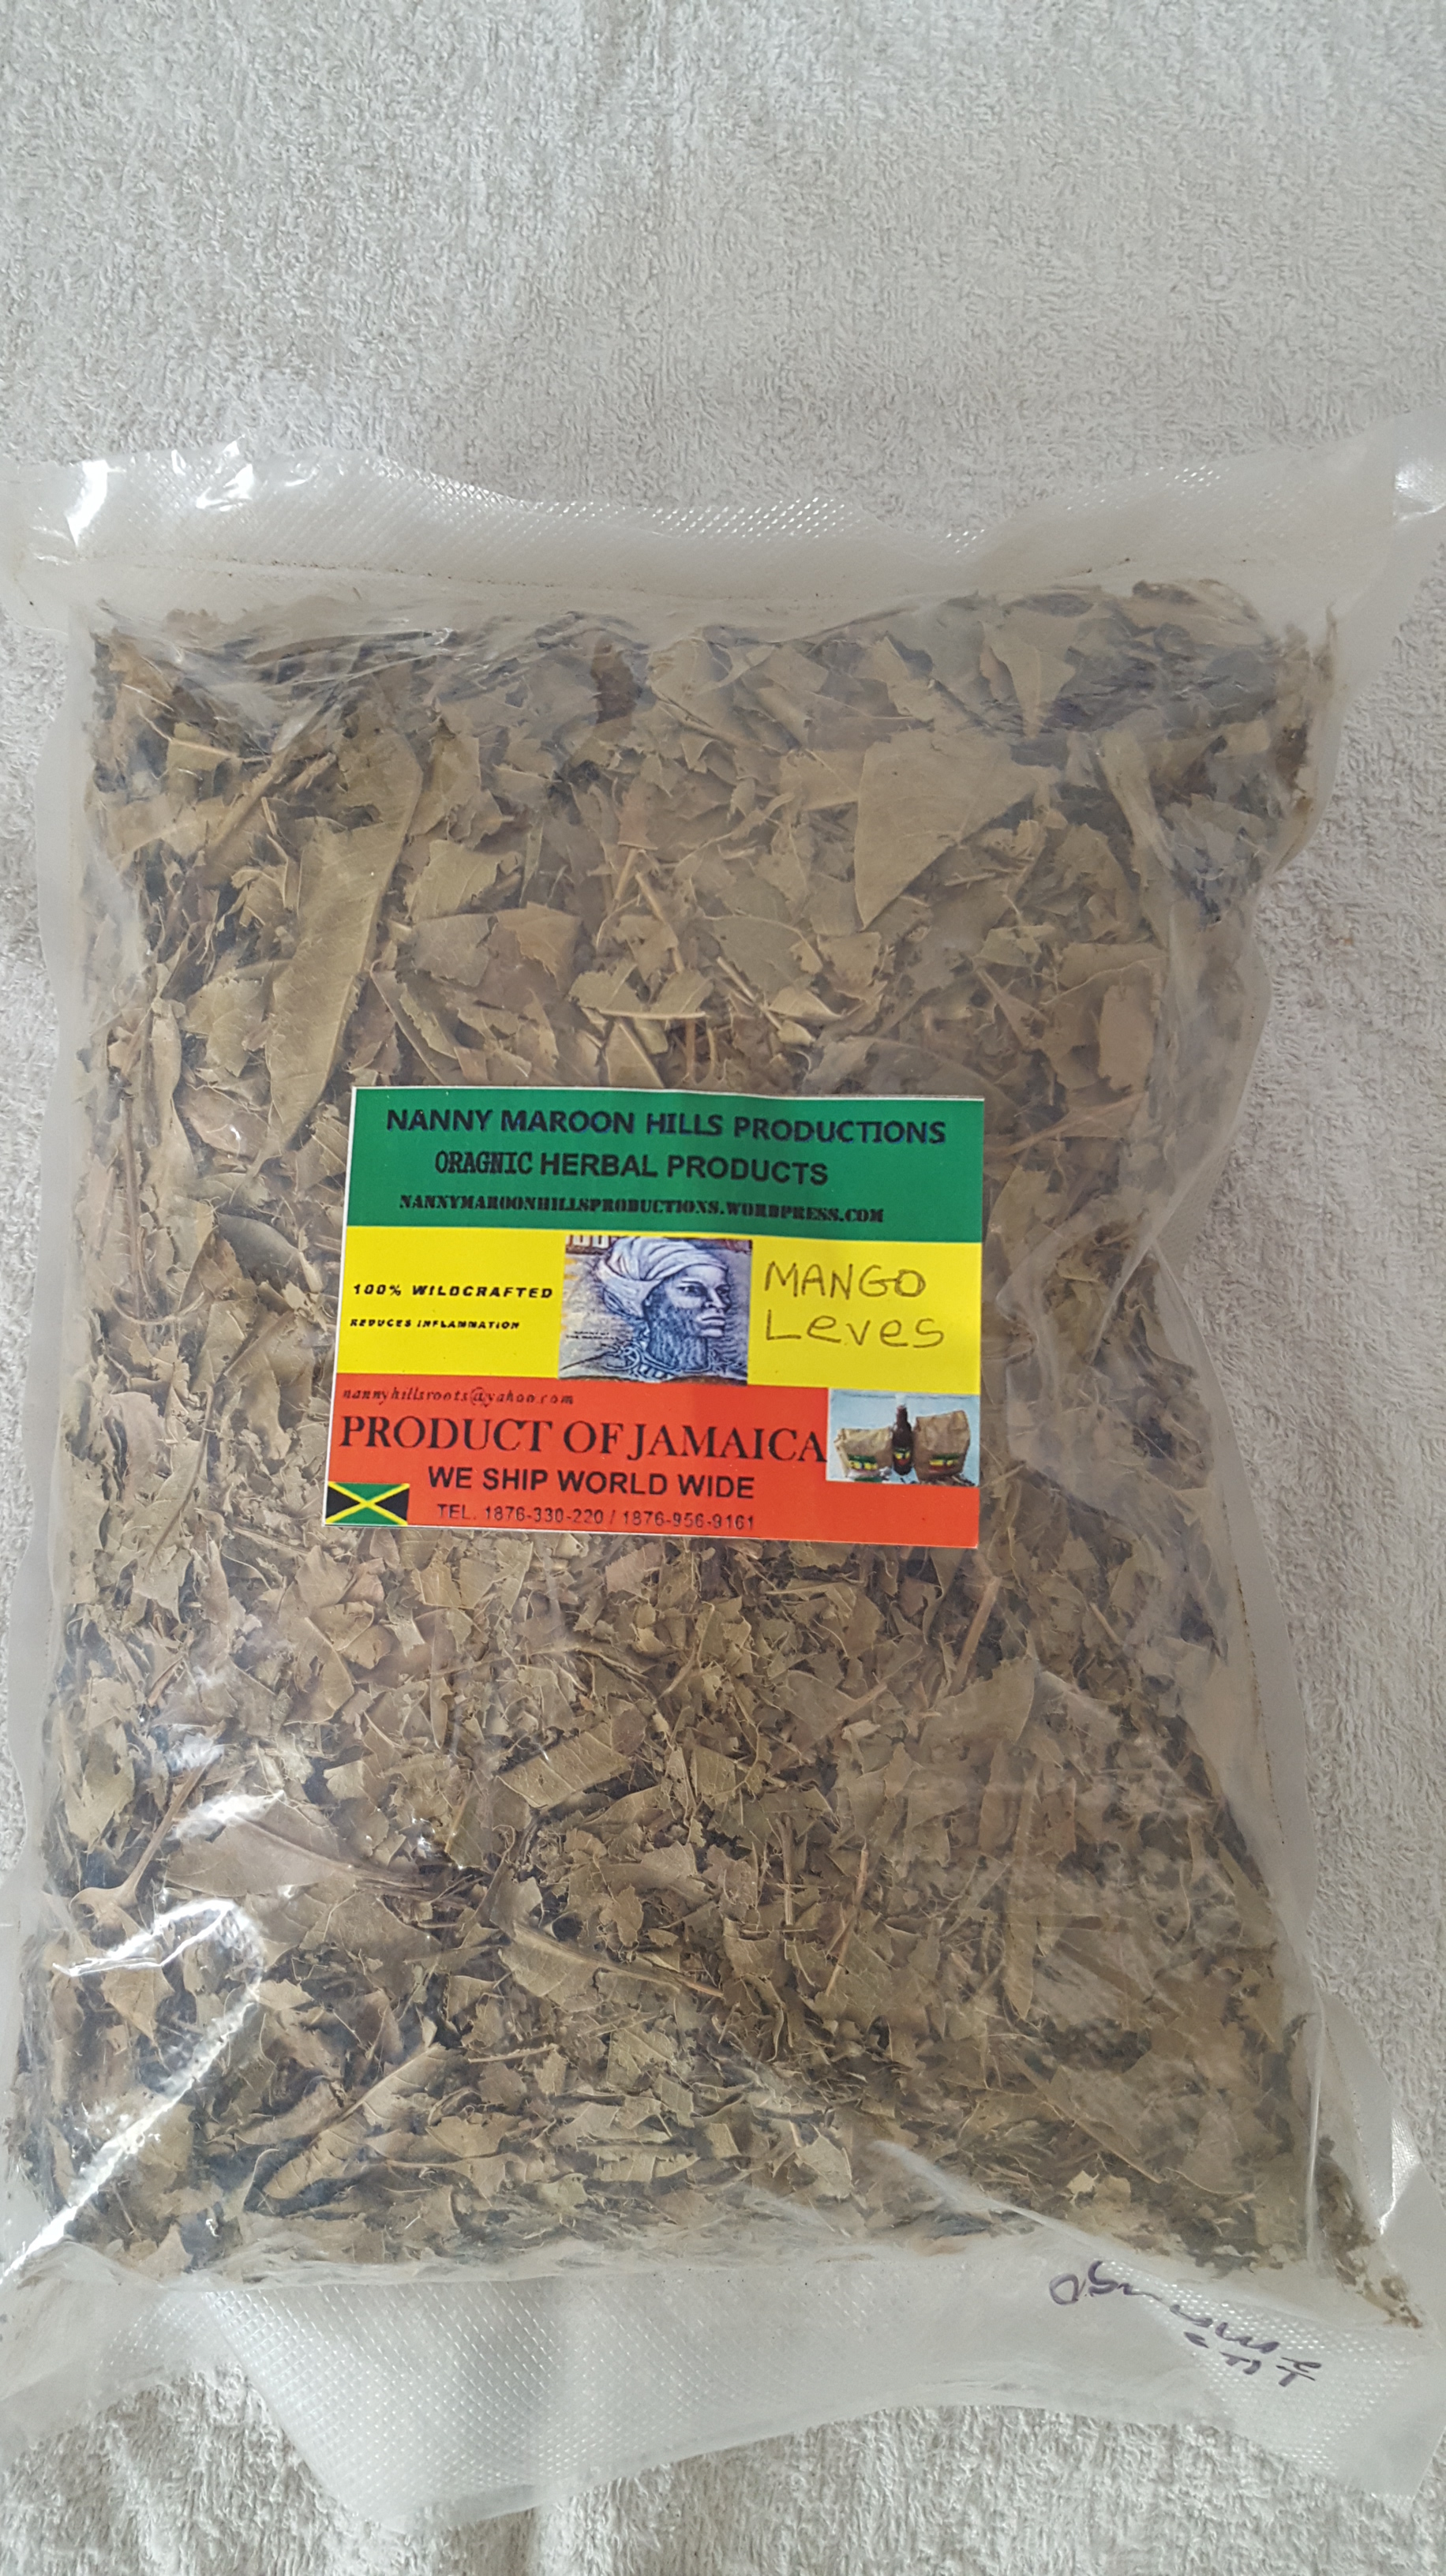 NANNY MAROON HILLS PRODUCTIONS
ORAGNIC HERBAL PRODUCTS
NANNYMAROONHILLSPRODUCTIONS.WORDPRESS.COM
100% WILDCRAFTED
REDUCES INFLAMMATION
MANGO
Leves
nannyhillsroots@yahoo.com
PRODUCT OF JAMAICA
WE SHIP WORLD WIDE
TEL. 1876-330-220 / 1876-956-9161